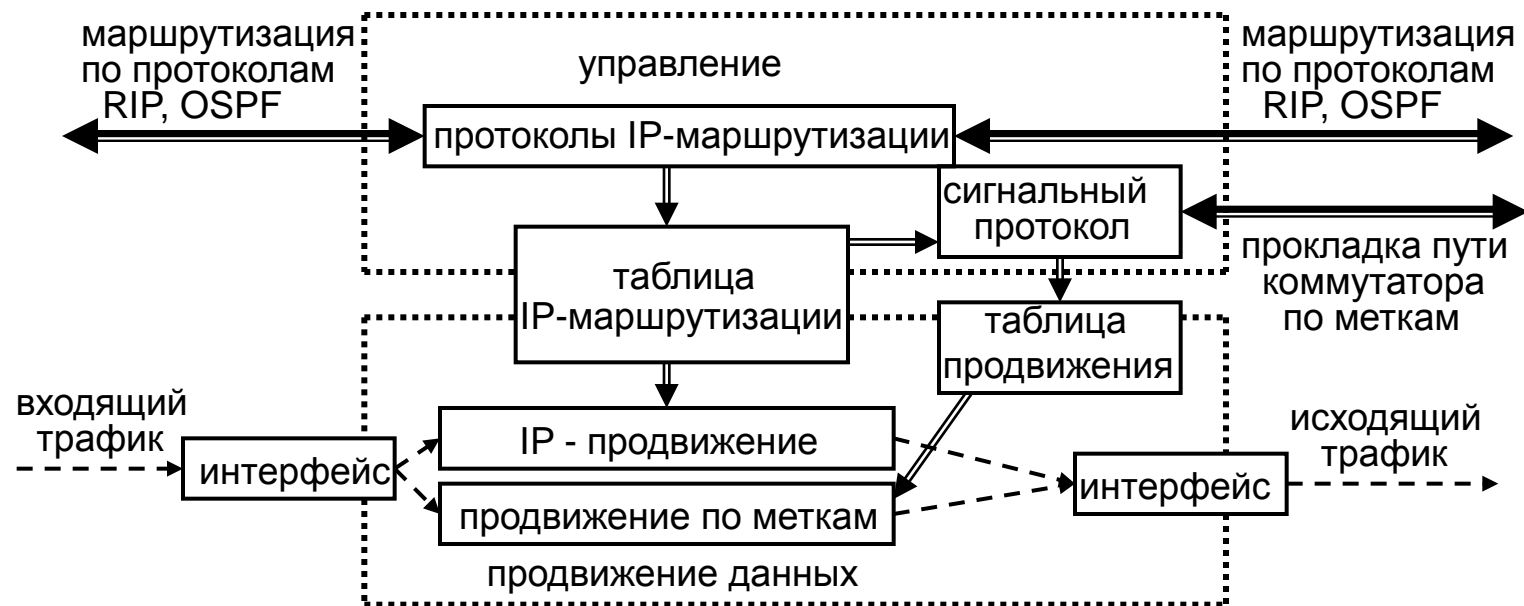 маршрутизация
по протоколам
RIP, OSPF
управление
маршрутизация
по протоколам
RIP, OSPF
протоколы IP-маршрутизации
сигнальный
протокол
прокладка пути
коммутатора
по меткам
таблица
IP-маршрутизации
таблица
продвижения
входящий
трафик
интерфейс
IP - продвижение
продвижение по меткам
интерфейс
исходящий
трафик
продвижение данных